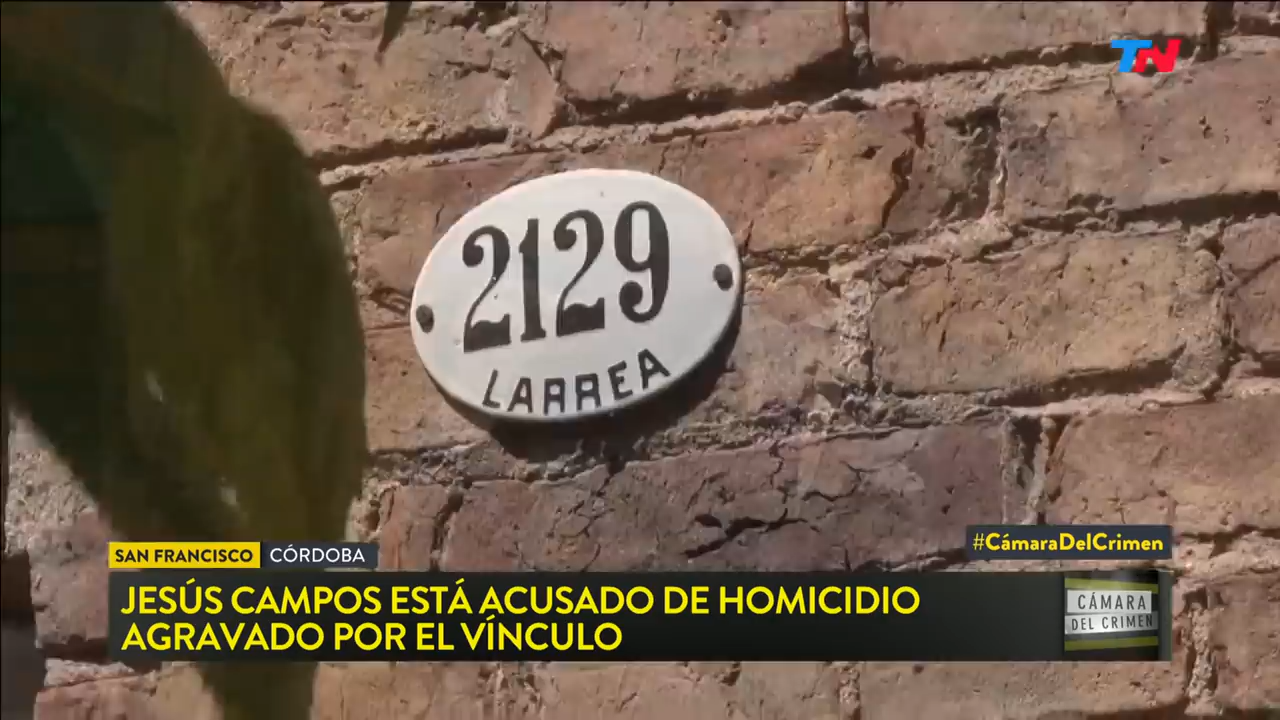 TN
2129
LARREA
#CámaraDelCrimen
SAN FRANCISCO CÓRDOBA
JESÚS CAMPOS ESTÁ ACUSADO DE HOMICIDIO
AGRAVADO POR EL VÍNCULO
CÁMARA
DEL CRIMEN